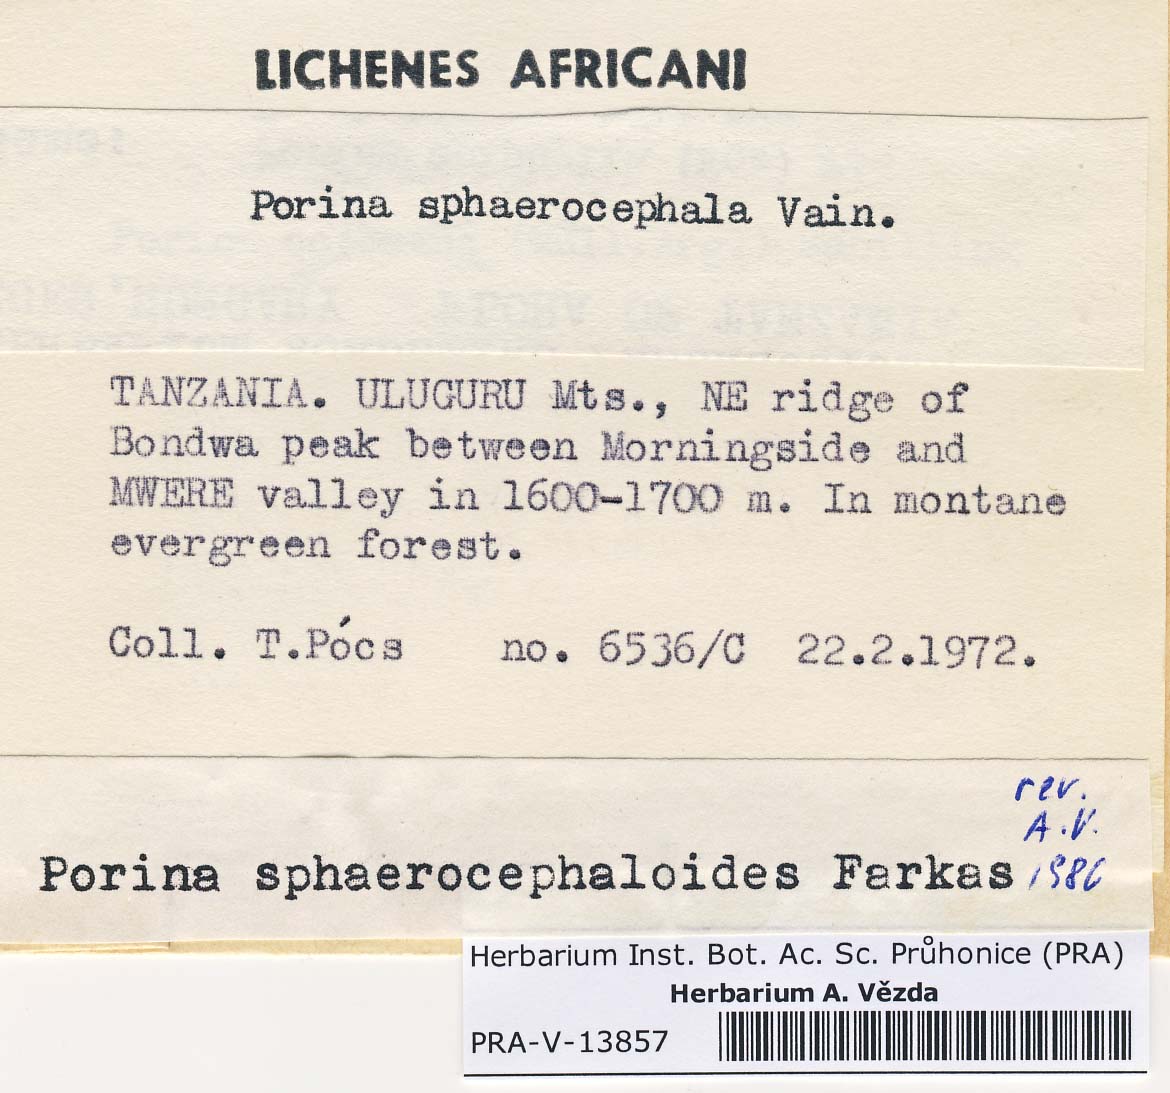 LICHENES AFRICANI
Porina sphaerocephala Vain.
TANZANIA. ULUGURU Mts., NE ridge of
Bondwa peak between Morningside and
MWERE valley in 1600-1700 m. In montane
evergreen forest.
Coll. T.Pócs no. 6536/C 22.2.1972.
rev.
A.V.
Porina sphaerocephaloides Farkas 1986
Herbarium Inst. Bot. Ac. Sc. Průhonice (PRA)
Herbarium A. Vězda
PRA-V-13857